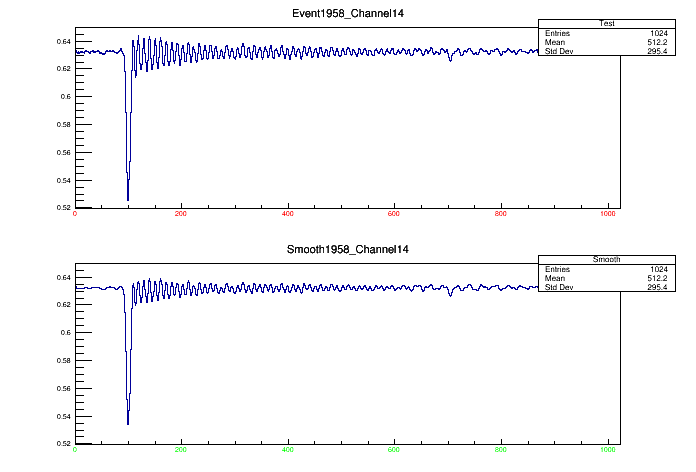 Event1958_Channel14
Test
Entries 1024
Mean 512.2
Std Dev 295.4
0.64
0.62
0.6
0.58
0.56
0.54
0.52
0 200 400 600 800 1000
Smooth1958_Channel14
Smooth
Entries 1024
Mean 512.2
Std Dev 295.4
0.64
0.62
0.6
0.58
0.56
0.54
0.52
0 200 400 600 800 1000